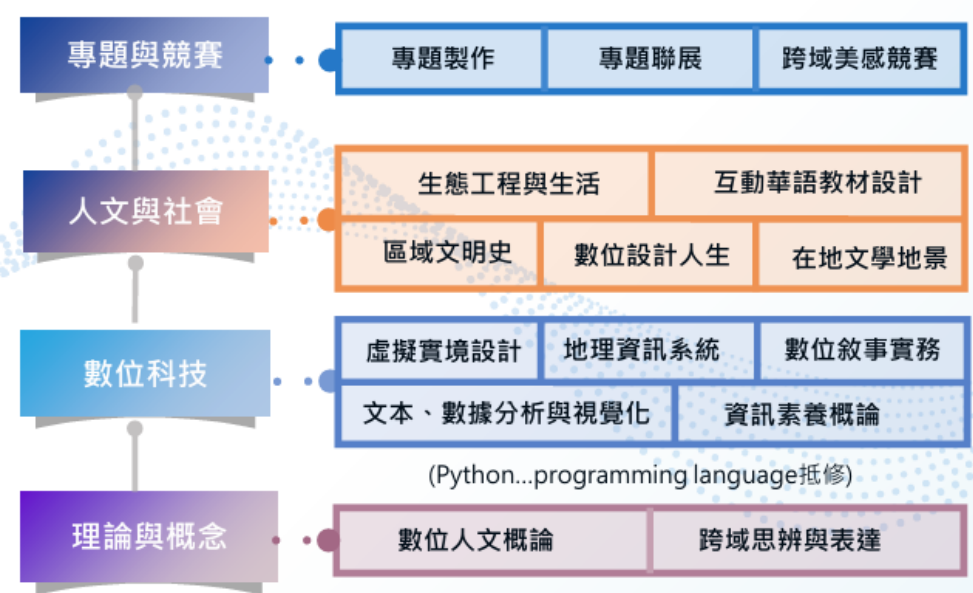 專題與競賽
專題製作 專題聯展 跨域美感競賽
人文與社會
生態工程與生活 互動華語教材設計
區域文明史 數位設計人生 在地文學地景
數位科技
虛擬實境設計 地理資訊系統 數位敘事實務
文本、數據分析與視覺化 資訊素養概論
(Python...programming language抵修)
理論與概念
數位人文概論 跨域思辨與表達